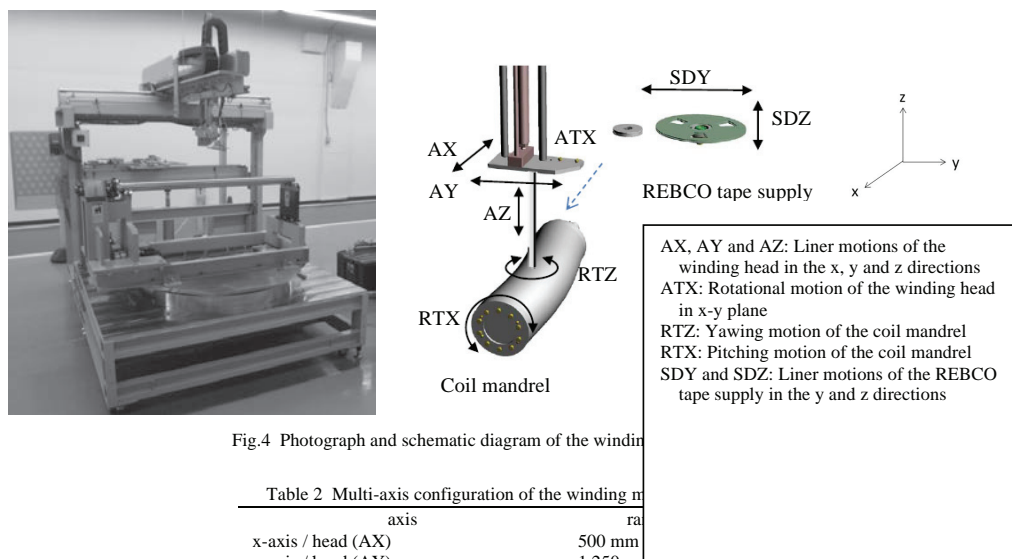 SDY
SDZ
ATX
AX
AY
REBCO tape supply
AZ
RTZ
RTX
Coil mandrel
z
y
x
AX, AY and AZ: Liner motions of the
winding head in the x, y and z directions
ATX: Rotational motion of the winding head
in x-y plane
RTZ: Yawing motion of the coil mandrel
RTX: Pitching motion of the coil mandrel
SDY and SDZ: Liner motions of the REBCO
tape supply in the y and z directions
Fig.4 Photograph and schematic diagram of the
Table 2 Multi-axis configuration of the winding
axis
x-axis / head (AX) 500 mm